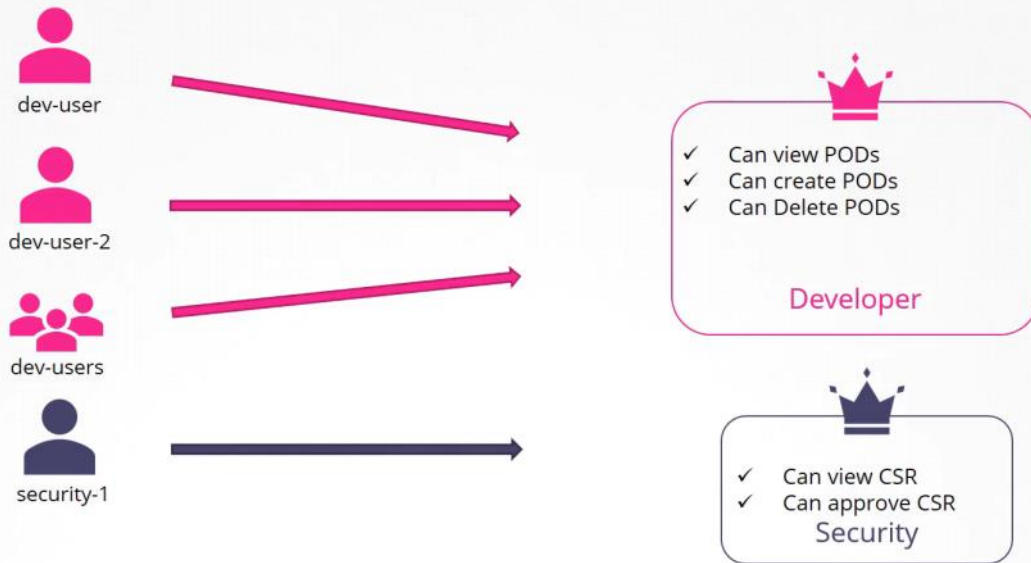 dev-user
dev-user-2
dev-users
security-1
✓ Can view PODs
✓ Can create PODs
✓ Can Delete PODs
Developer
✓ Can view CSR
✓ Can approve CSR
Security